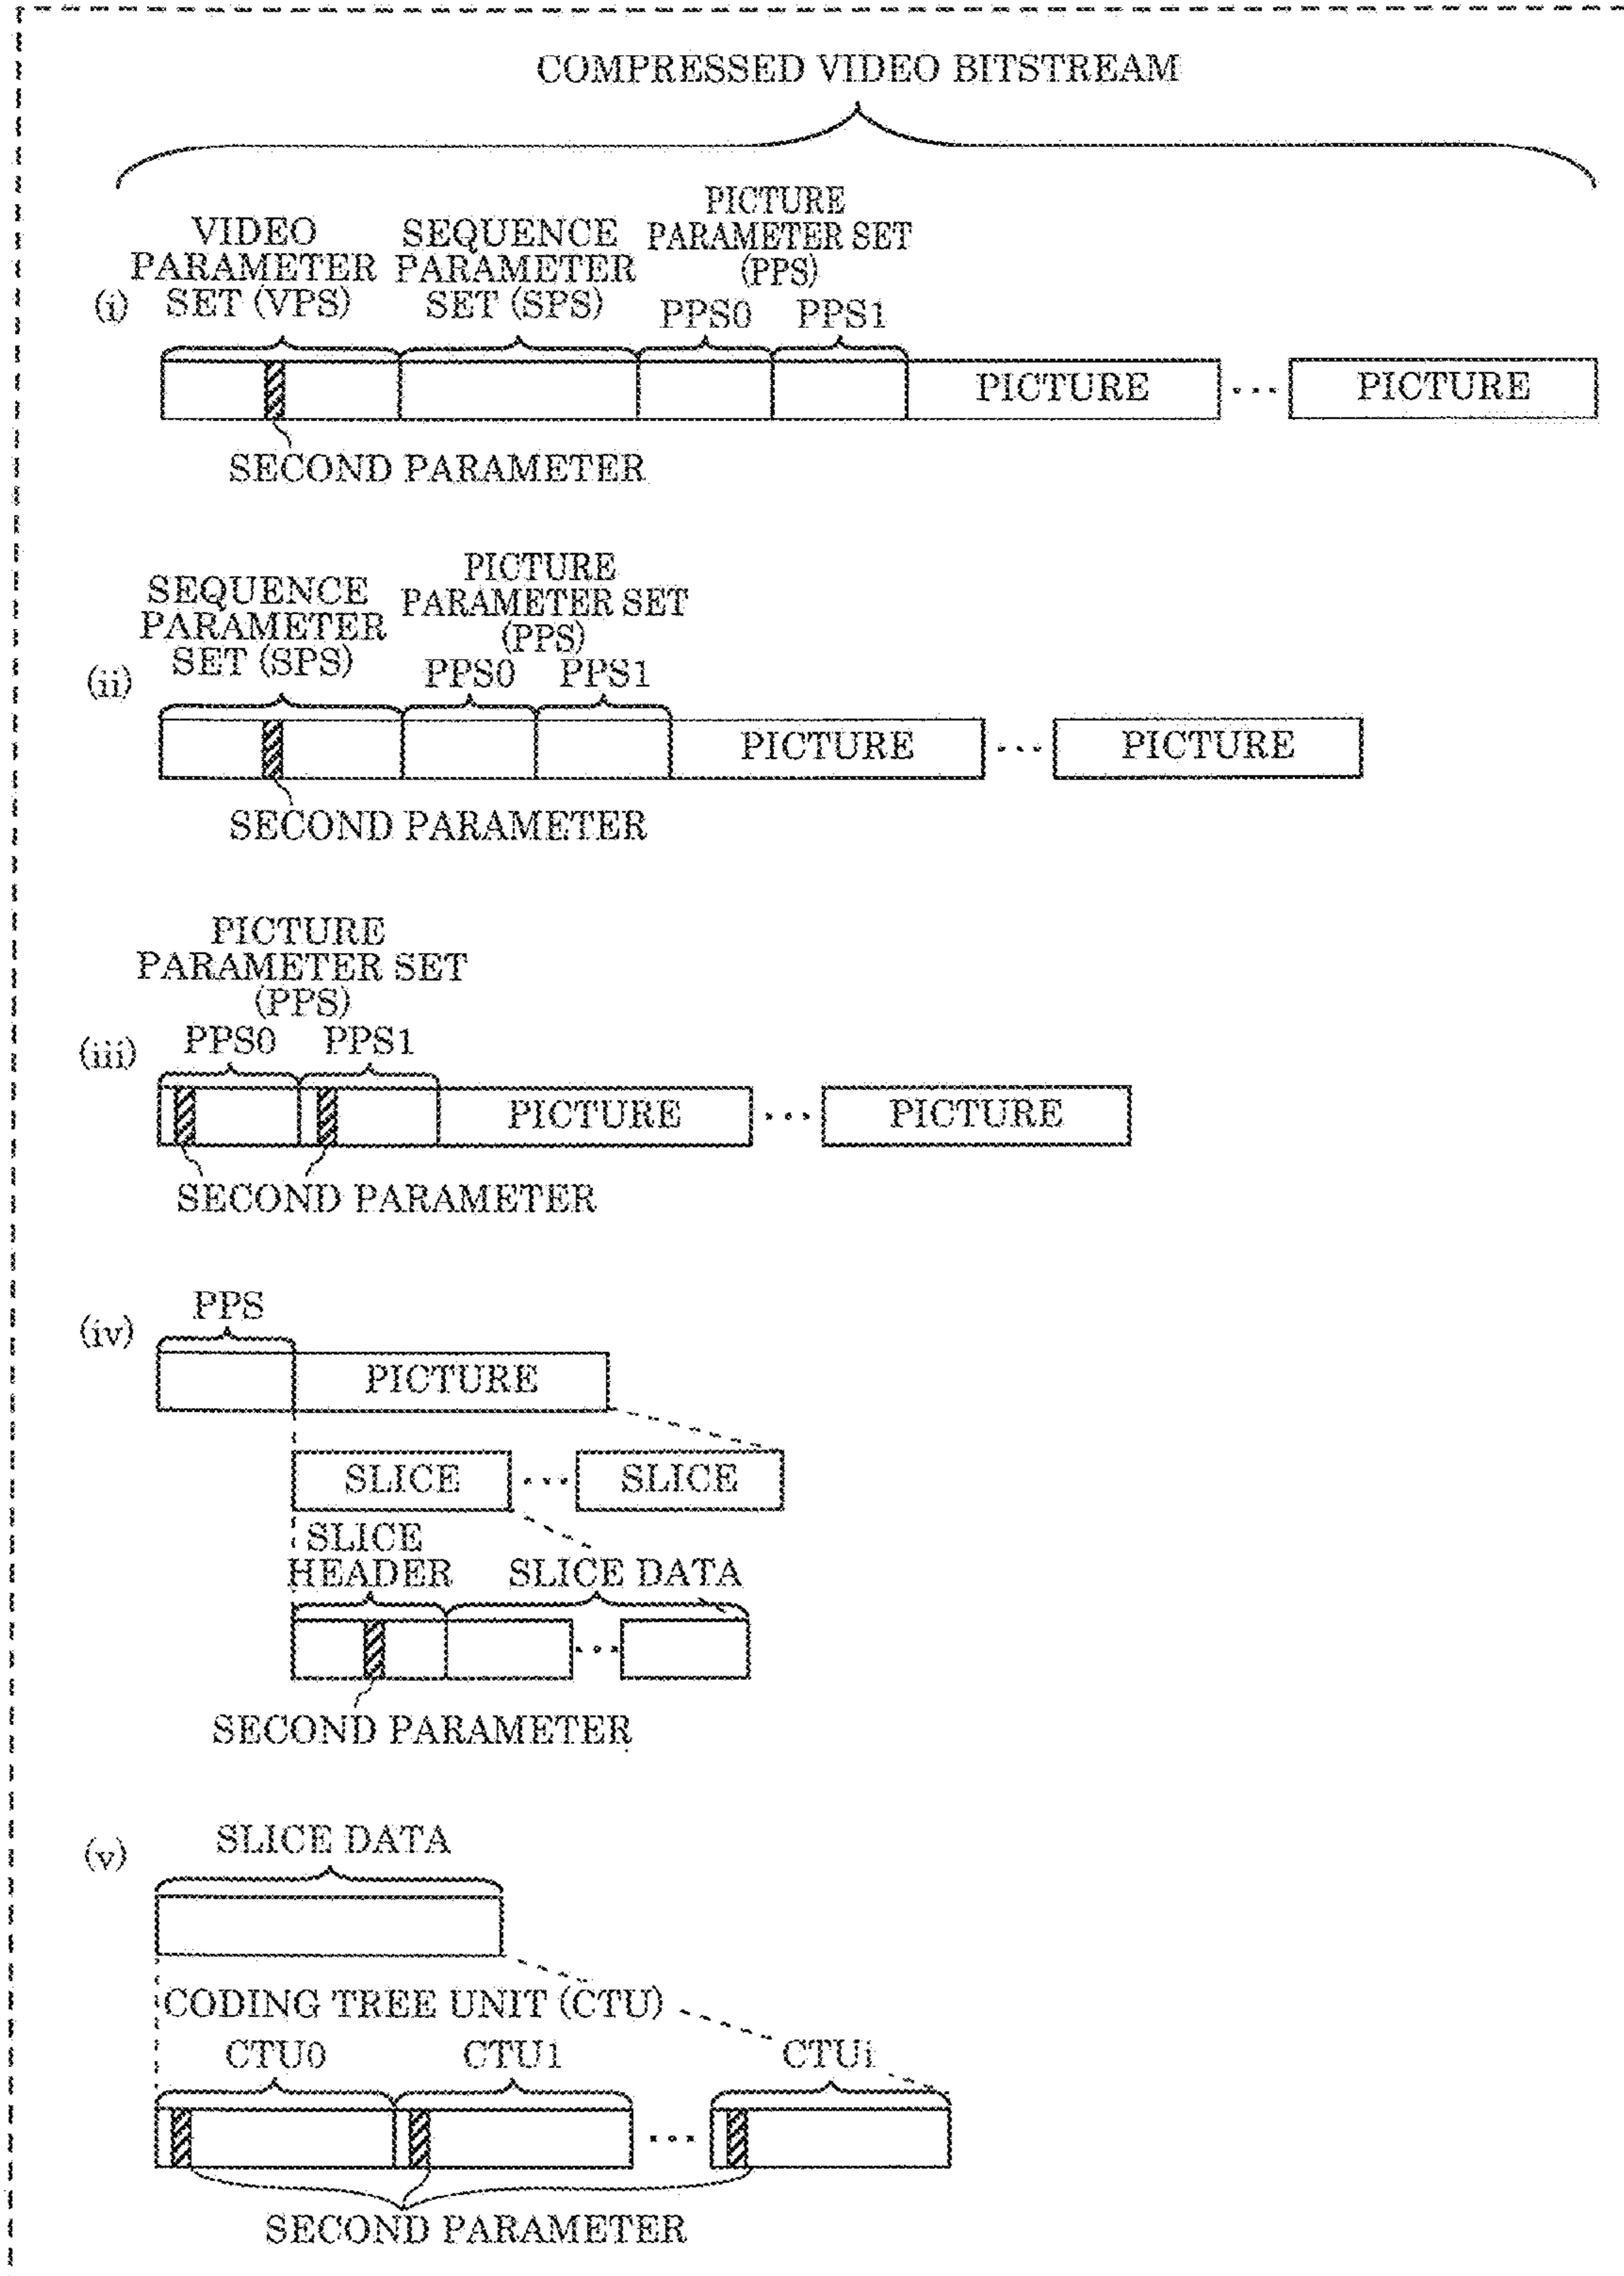 COMPRESSED VIDEO BITSTREAM
(i)
VIDEO
PARAMETER
SET (VPS)
SEQUENCE
PARAMETER
SET (SPS)
PICTURE
PARAMETER SET
(PPS)
PPS0
PPS1
PICTURE
...
PICTURE
SECOND PARAMETER
(ii)
SEQUENCE
PARAMETER
SET (SPS)
PICTURE
PARAMETER SET
(PPS)
PPS0
PPS1
PICTURE
...
PICTURE
SECOND PARAMETER
(iii)
PICTURE
PARAMETER SET
(PPS)
PPS0
PPS1
PICTURE
...
PICTURE
SECOND PARAMETER
(iv)
PPS
PICTURE
SLICE
...
SLICE
SLICE
HEADER
SLICE DATA
...
SECOND PARAMETER
(v)
SLICE DATA
CODING TREE UNIT (CTU)
CTU0
CTU1
CTUi
...
SECOND PARAMETER